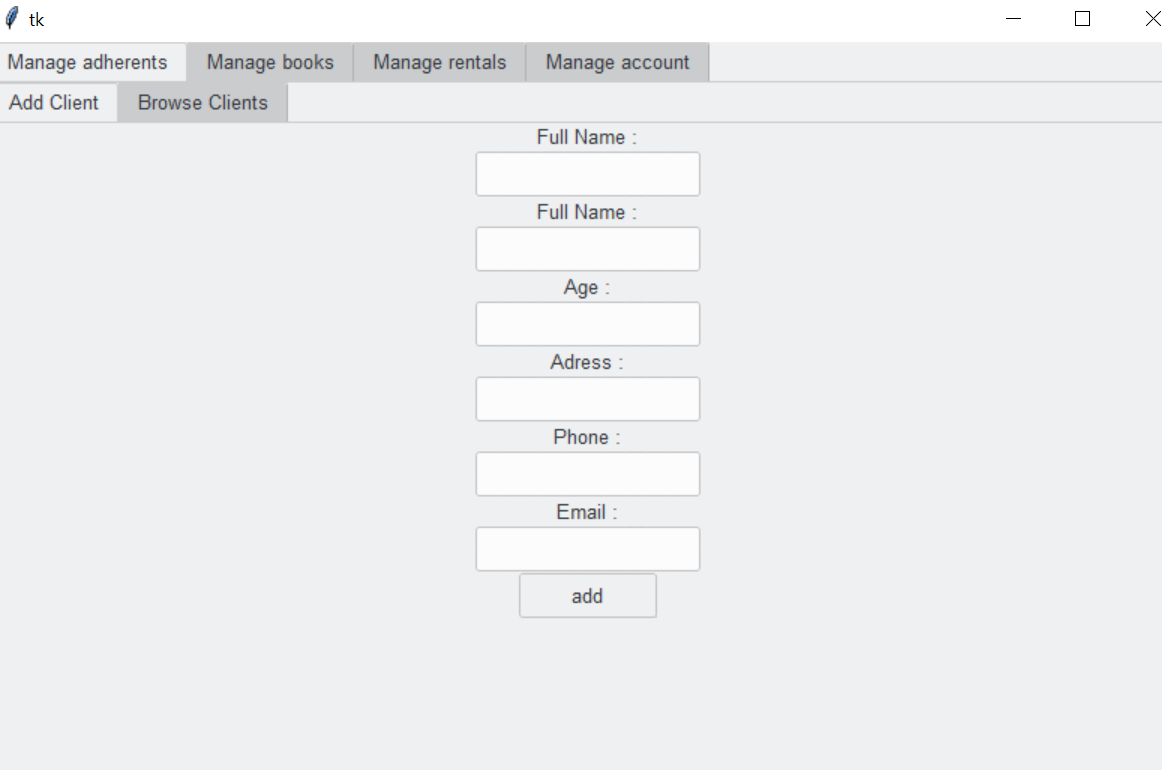 tk
Manage adherents Manage books Manage rentals Manage account
Add Client Browse Clients
Full Name :
Full Name :
Age :
Adress :
Phone :
Email :
add